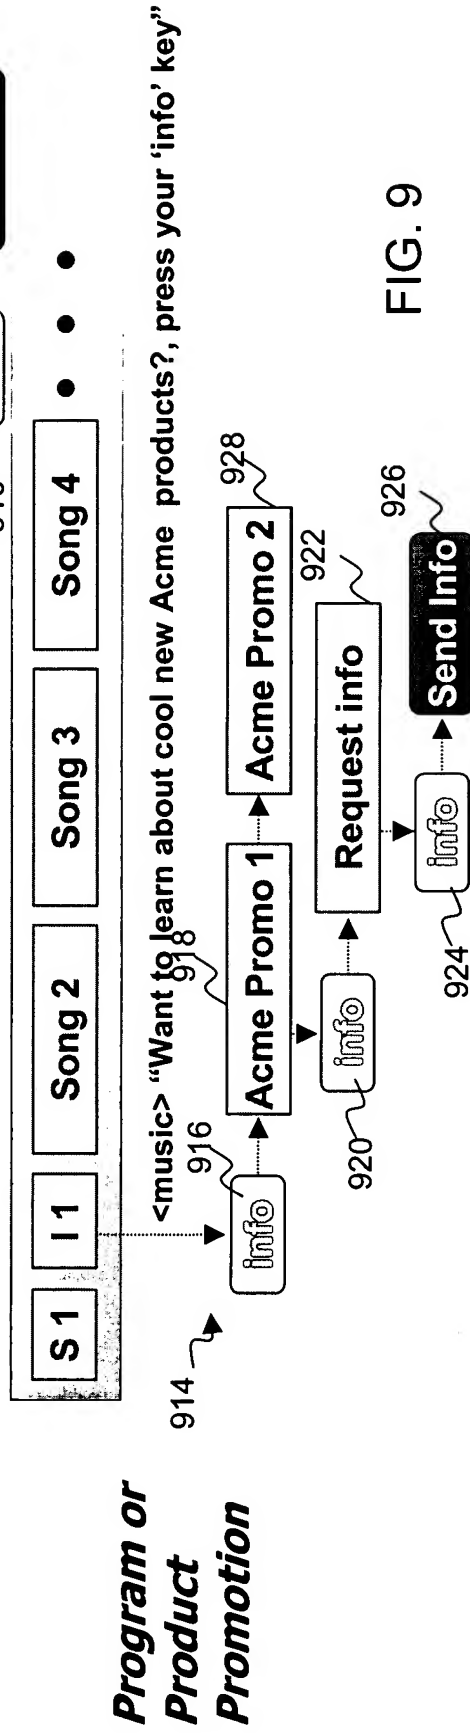 S 1
I 1
Song 2
Song 3
Song 4
<music> “Want to learn about cool new Acme products?, press your ‘info’ key”
Program or
Product
Promotion
914
916
info
918
Acme Promo 1
Acme Promo 2
928
920
info
Request info
922
924
info
Send Info
926
FIG. 9